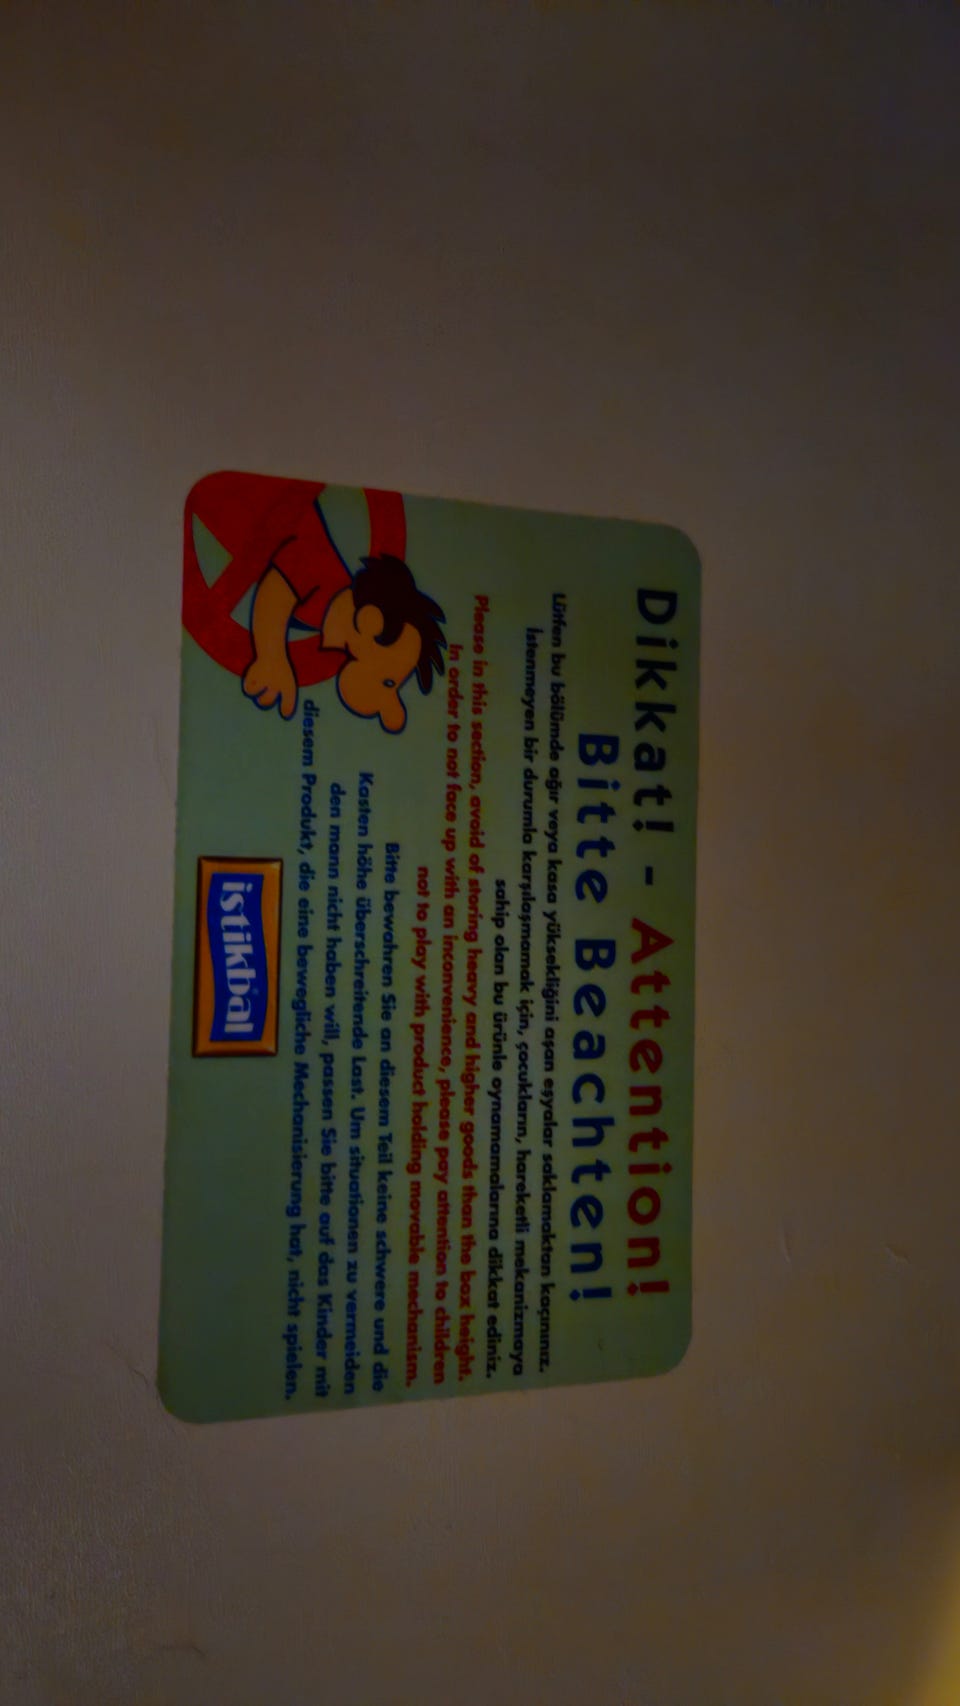 Dikkat! - Attention!
Bitte Beachten!
Lütfen bu bölümde ağır veya kasa yüksekliğini aşan eşyalar saklamaktan kaçınınız.
İstenmeyen bir durumla karşılaşmamak için, çocukların, hareketli mekanizmaya
sahip olan bu ürünle oynamamalarına dikkat ediniz.
Please in this section, avoid of storing heavy and higher goods than the box height.
In order to not face up with an inconvenience, please pay attention to children
not to play with product holding movable mechanism.
Bitte bewahren Sie an diesem Teil keine schwere und die
Kasten höhe überschreitende Last. Um situationen zu vermeiden
den mann nicht haben will, passen Sie bitte auf das Kinder mit
diesem Produkt, die eine bewegliche Mechanisierung hat, nicht spielen.
istikbal